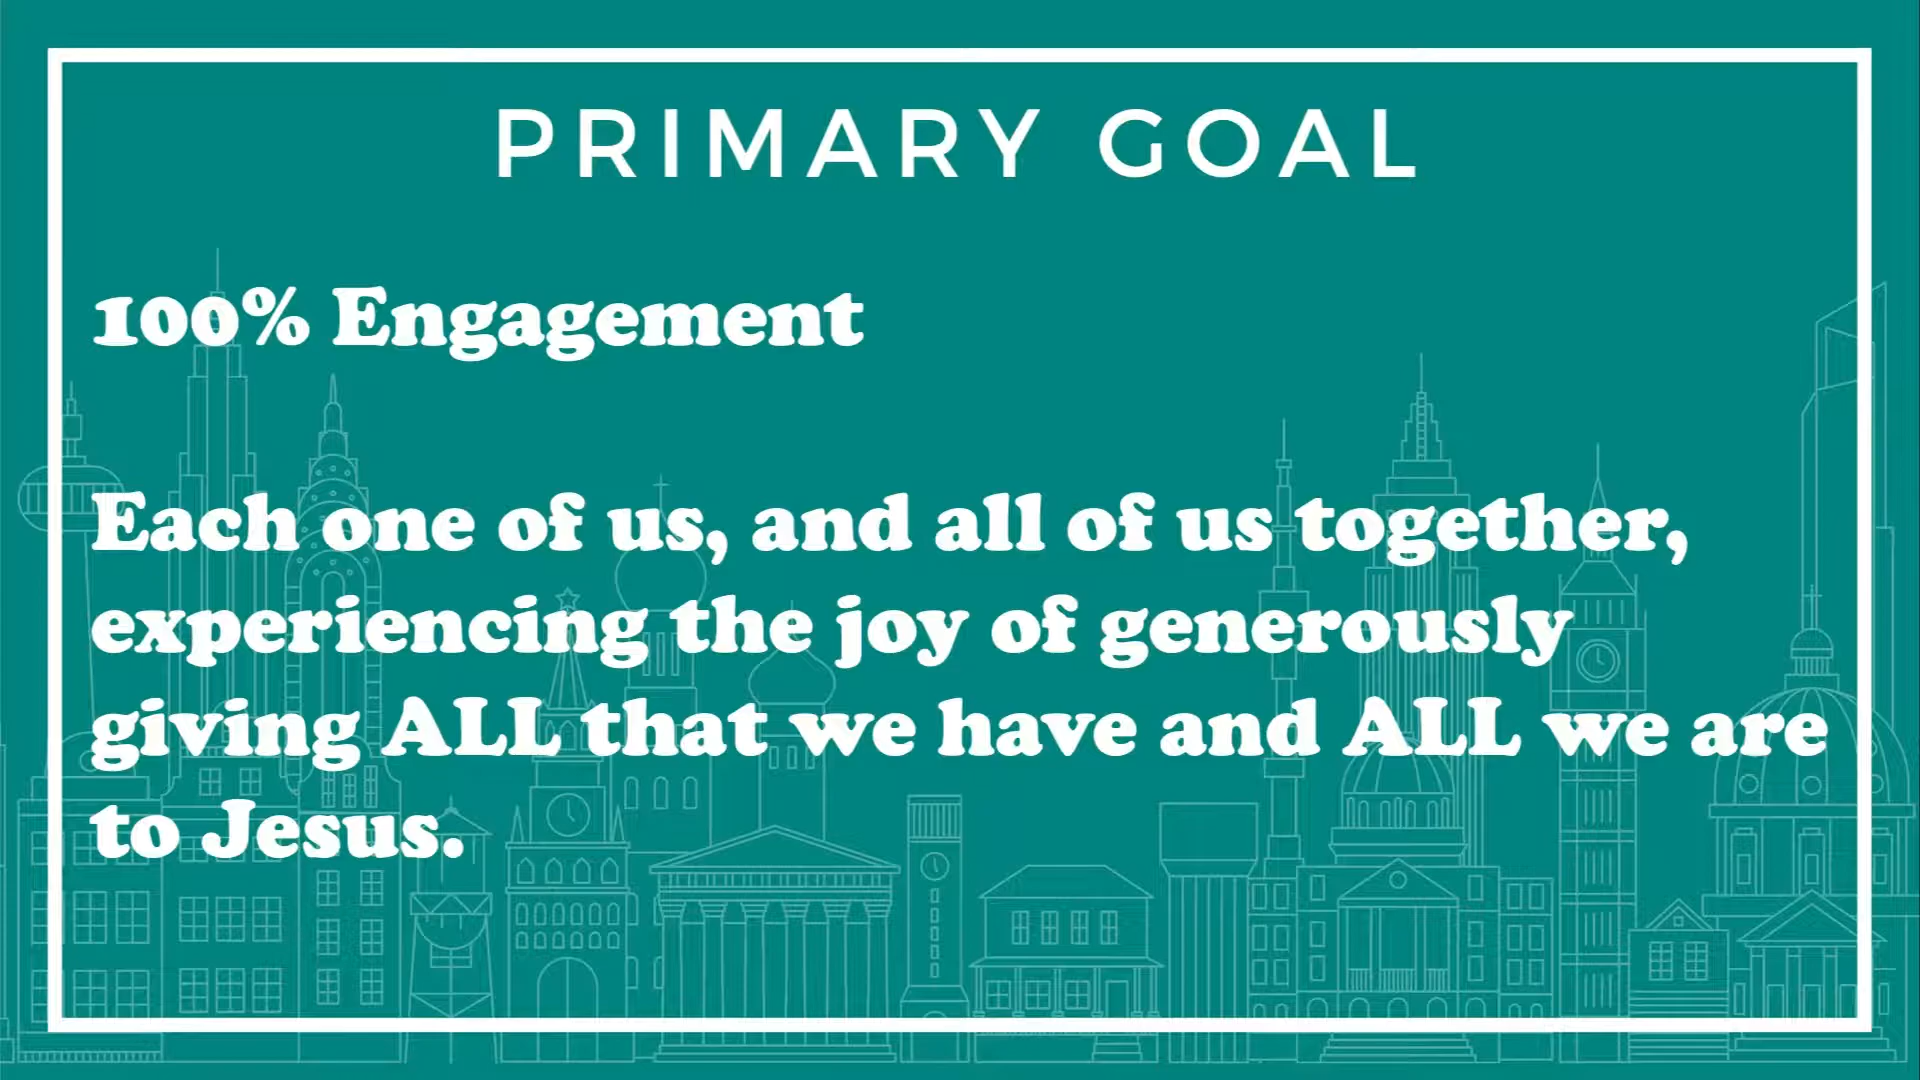 PRIMARY GOAL
100% Engagement
Each one of us, and all of us together,
experiencing the joy of generously
giving ALL that we have and ALL we are
to Jesus.